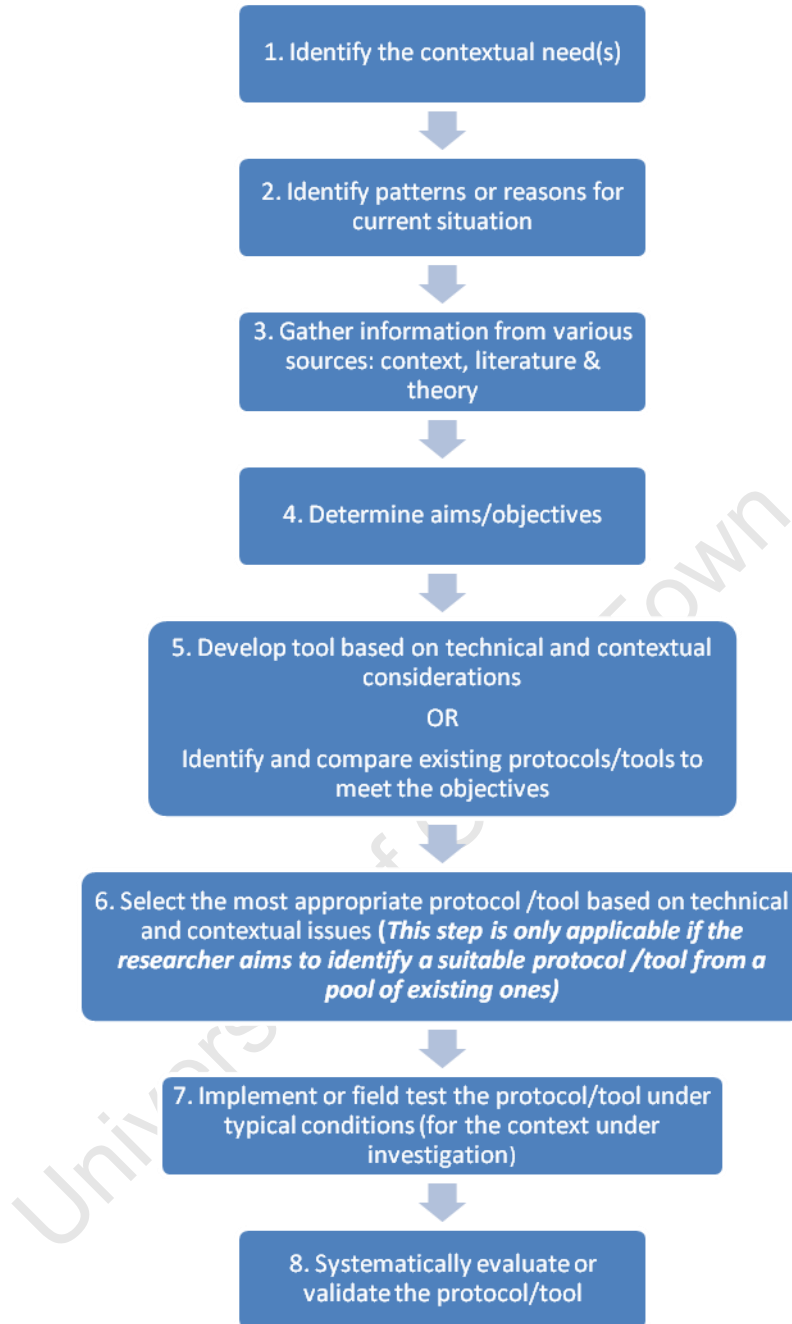 1. Identify the contextual need(s)
2. Identify patterns or reasons for
current situation
3. Gather information from various
sources: context, literature &
theory
4. Determine aims/objectives
5. Develop tool based on technical and contextual
considerations
OR
Identify and compare existing protocols/tools to
meet the objectives
6. Select the most appropriate protocol /tool based on technical
and contextual issues (This step is only applicable if the
researcher aims to identify a suitable protocol /tool from a
pool of existing ones)
7. Implement or field test the protocol/tool under
typical conditions (for the context under
investigation)
8. Systematically evaluate or
validate the protocol/tool
Town